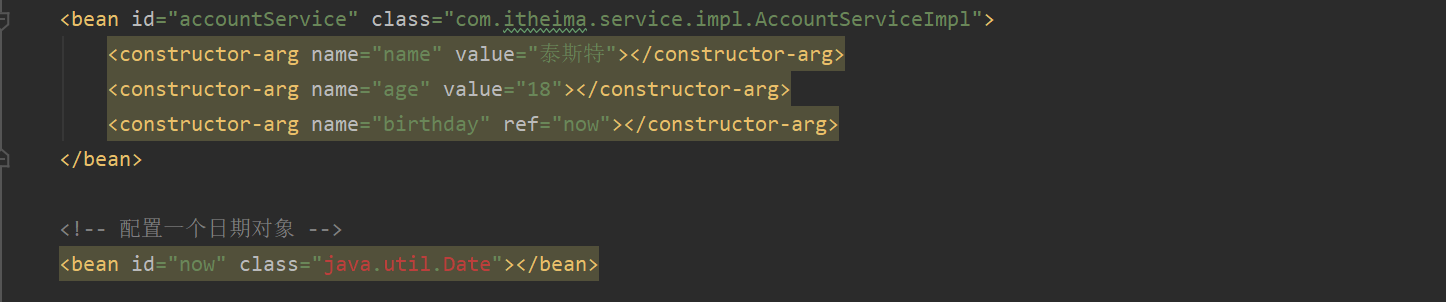 <bean id="accountService" class="com.itheima.service.impl.AccountServiceImpl">
<constructor-arg name="name" value="泰斯特"></constructor-arg>
<constructor-arg name="age" value="18"></constructor-arg>
<constructor-arg name="birthday" ref="now"></constructor-arg>
</bean>
<!-- 配置一个日期对象 -->
<bean id="now" class="java.util.Date"></bean>